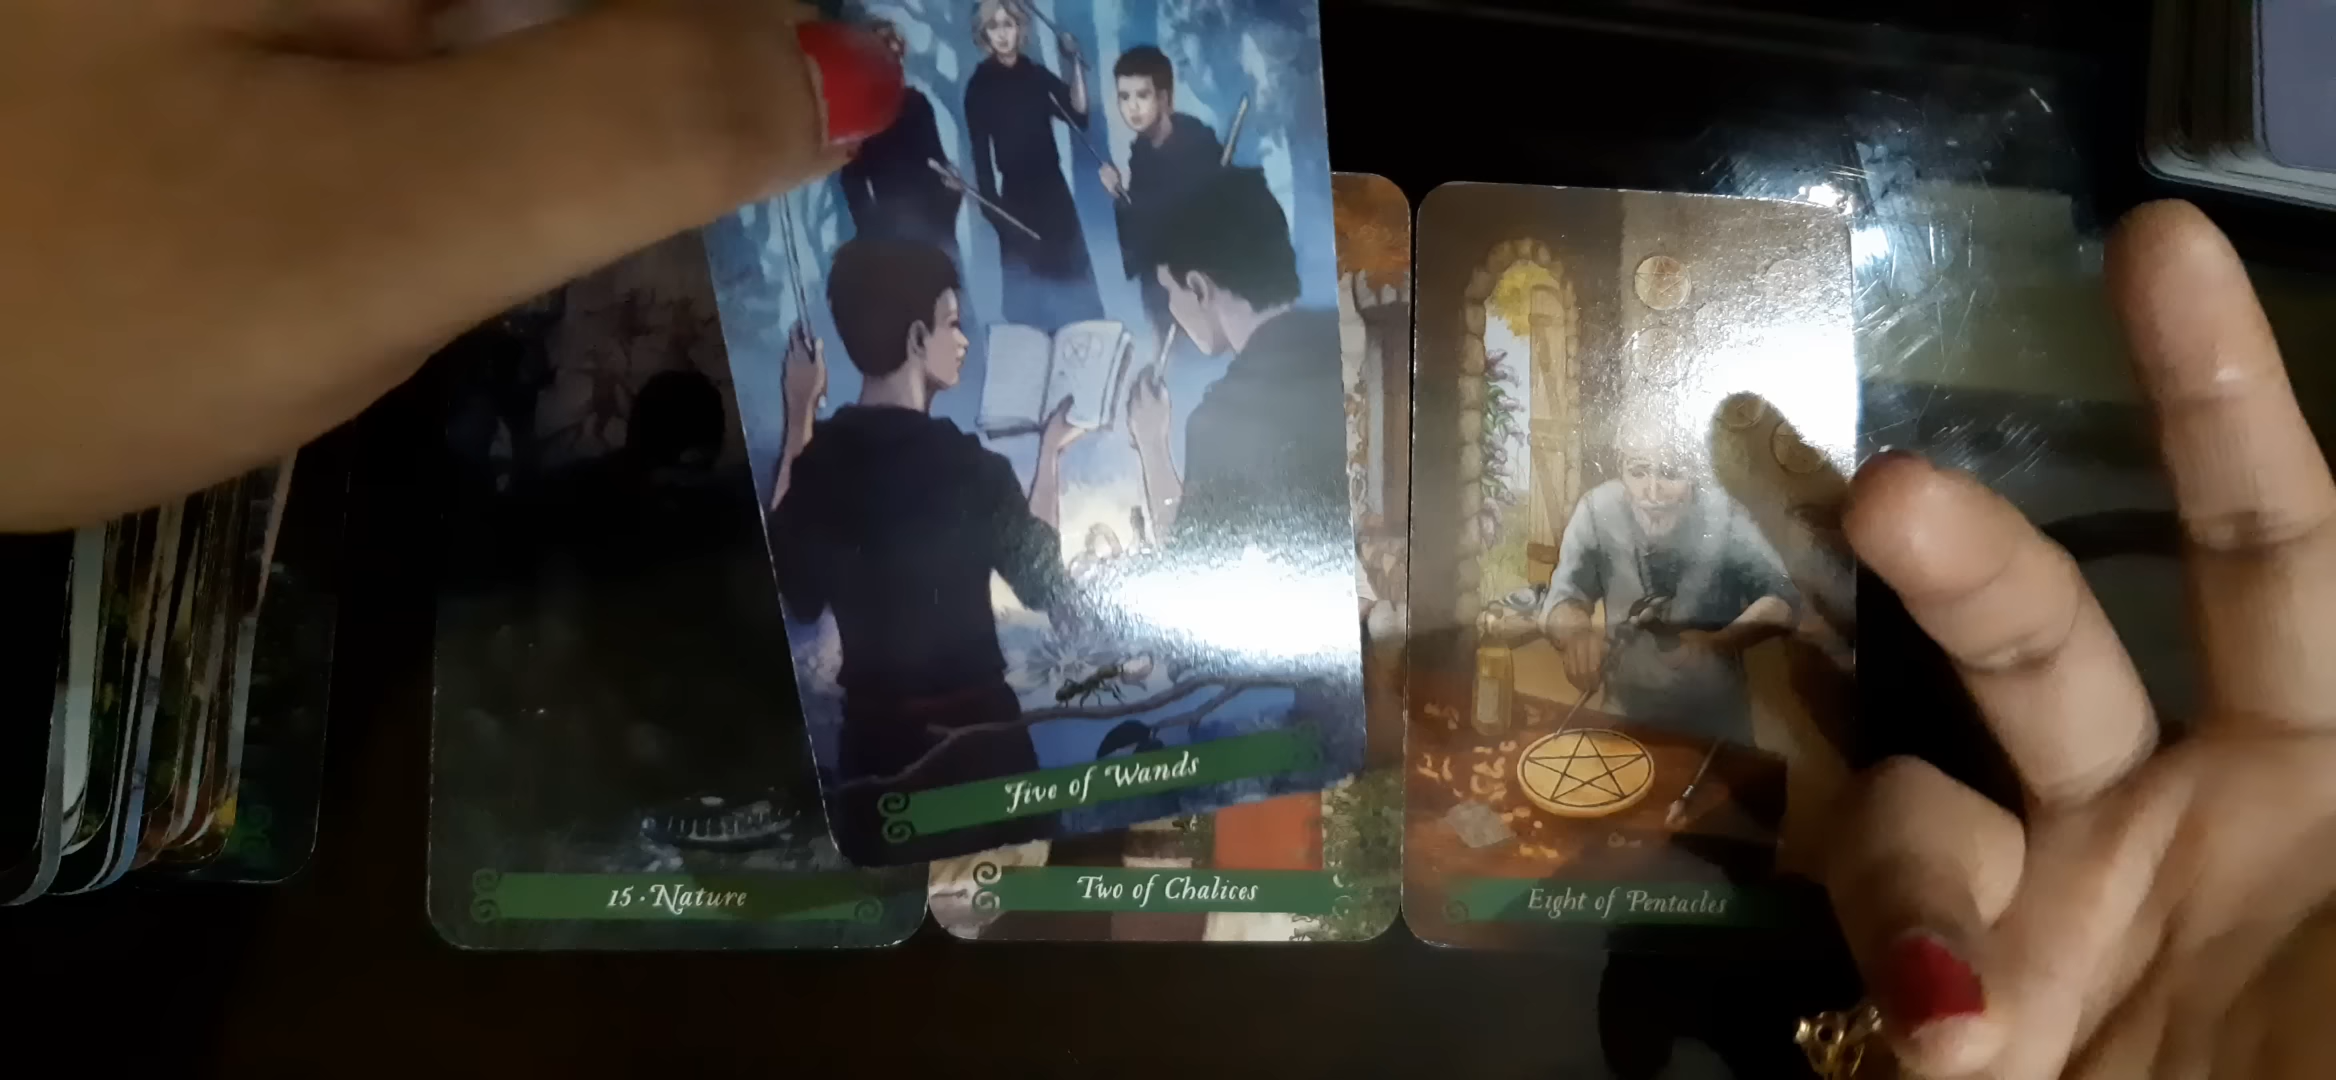 Five of Wands
15 · Nature
Two of Chalices
Eight of Pentacles